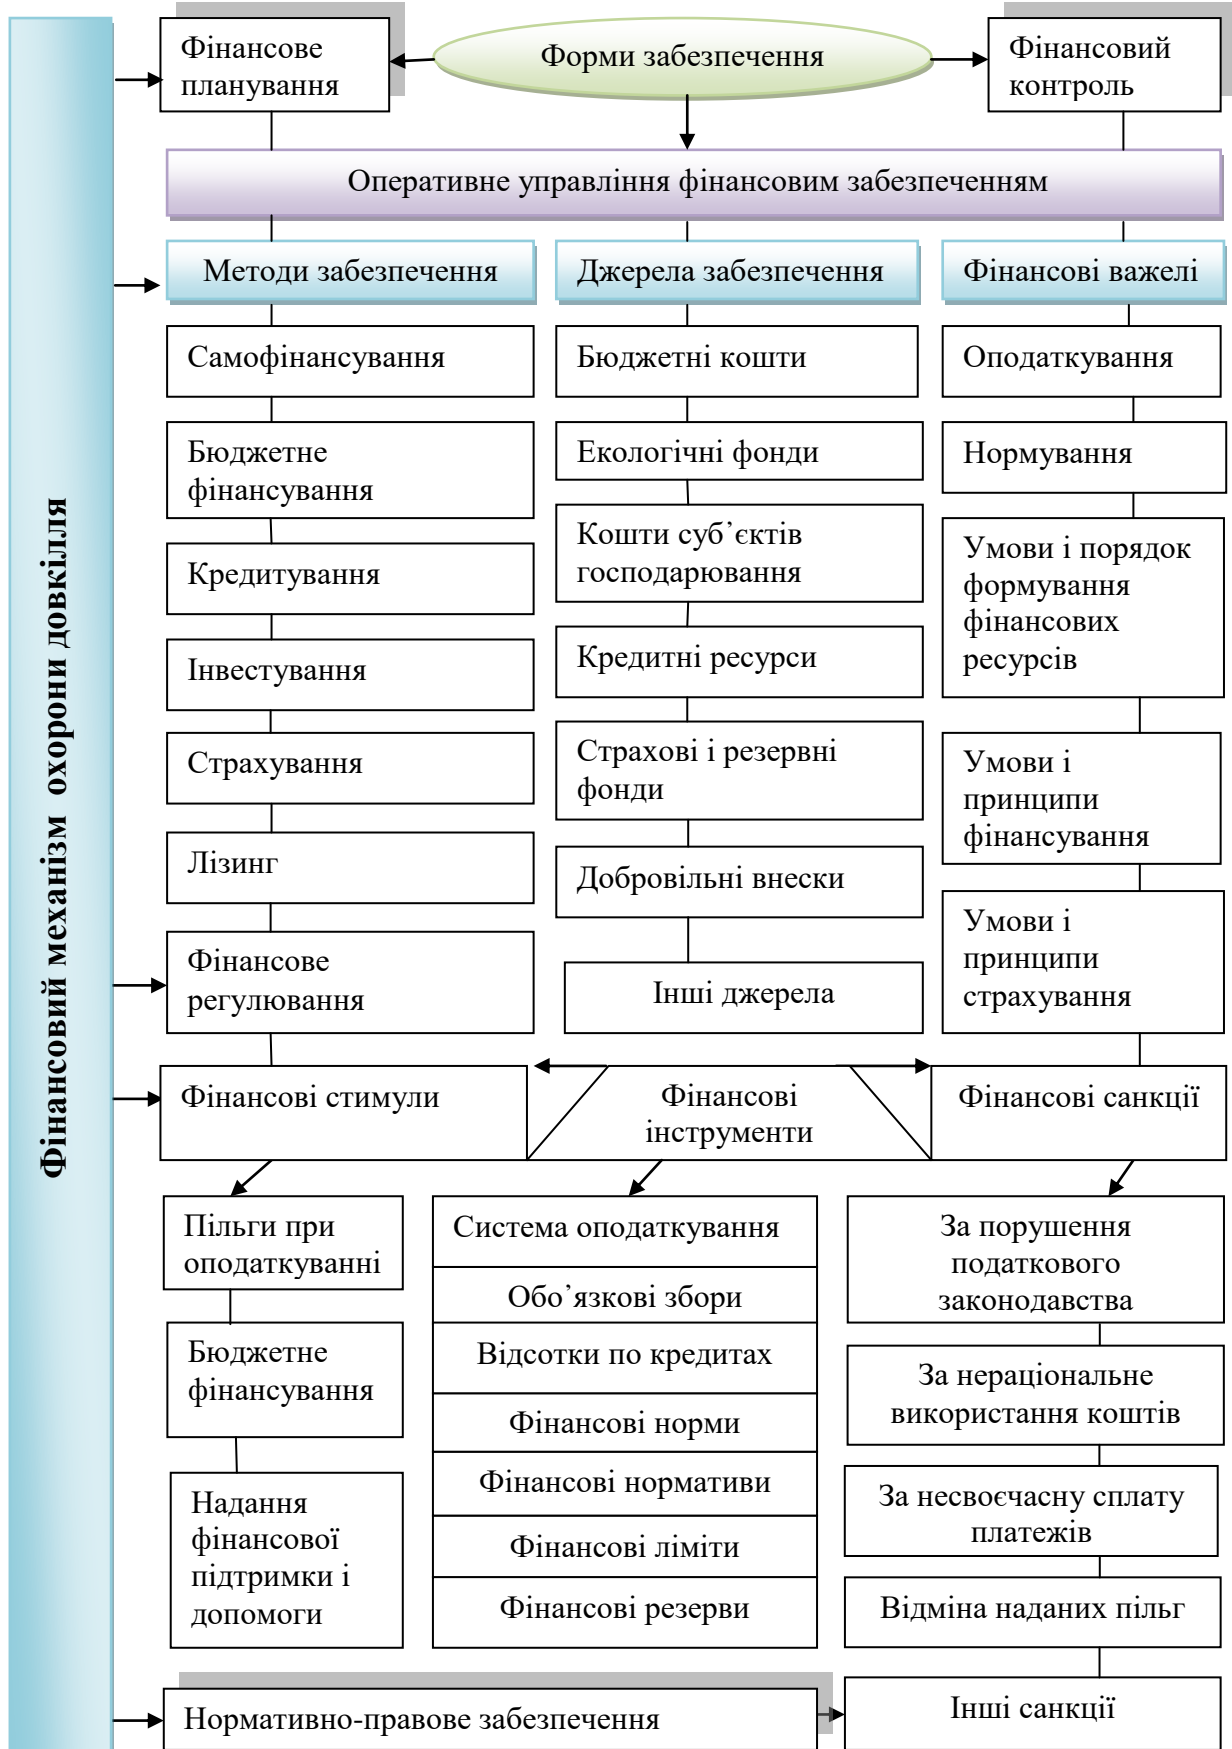 Фінансовий механізм охорони довкілля
Фінансове
планування
Форми забезпечення
Фінансовий
контроль
Оперативне управління фінансовим забезпеченням
Методи забезпечення
Джерела забезпечення
Фінансові важелі
Самофінансування
Бюджетне
фінансування
Кредитування
Інвестування
Страхування
Лізинг
Фінансове
регулювання
Бюджетні кошти
Екологічні фонди
Кошти суб’єктів
господарювання
Кредитні ресурси
Страхові і резервні
фонди
Добровільні внески
Інші джерела
Оподаткування
Нормування
Умови і порядок
формування
фінансових
ресурсів
Умови і
принципи
фінансування
Умови і
принципи
страхування
Фінансові стимули
Фінансові
інструменти
Фінансові санкції
Пільги при
оподаткуванні
Бюджетне
фінансування
Надання
фінансової
підтримки і
допомоги
Система оподаткування
Обо’язкові збори
Відсотки по кредитах
Фінансові норми
Фінансові нормативи
Фінансові ліміти
Фінансові резерви
За порушення
податкового
законодавства
За нераціональне
використання коштів
За несвоєчасну сплату
платежів
Відміна наданих пільг
Інші санкції
Нормативно-правове забезпечення